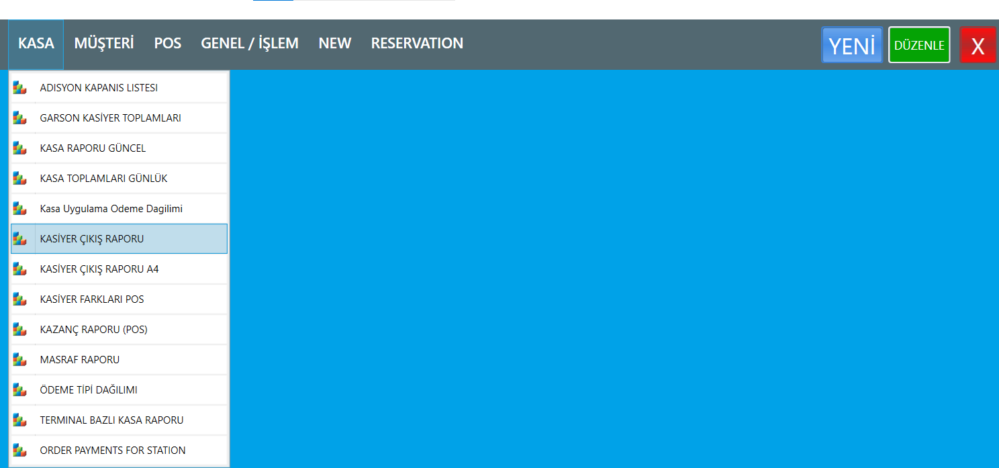 KASA MÜŞTERİ POS GENEL / İŞLEM NEW RESERVATION YENİ DÜZENLE X
ADISYON KAPANIS LISTESI
GARSON KASİYER TOPLAMLARI
KASA RAPORU GÜNCEL
KASA TOPLAMLARI GÜNLÜK
Kasa Uygulama Odeme Dagilimi
KASİYER ÇIKIŞ RAPORU
KASİYER ÇIKIŞ RAPORU A4
KASİYER FARKLARI POS
KAZANÇ RAPORU (POS)
MASRAF RAPORU
ÖDEME TİPİ DAĞILIMI
TERMINAL BAZLI KASA RAPORU
ORDER PAYMENTS FOR STATION